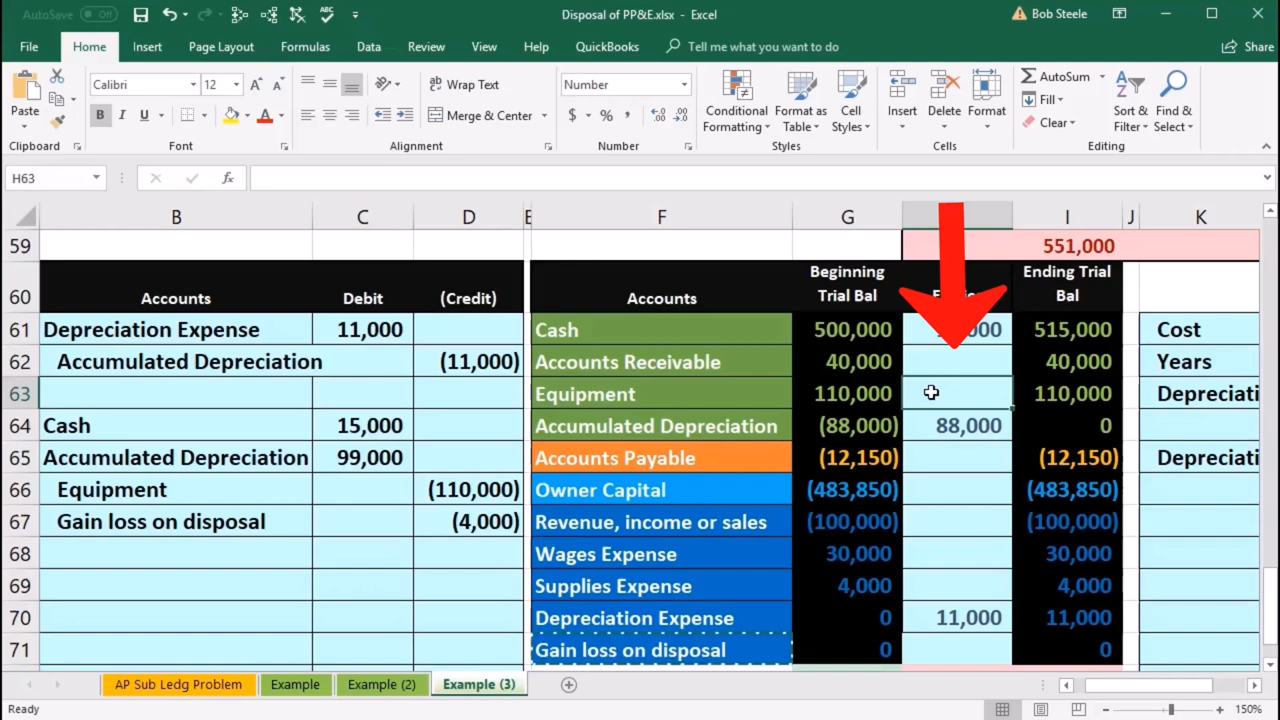 AutoSave Off Disposal of PP&E.xlsx - Excel Bob Steele
File Home Insert Page Layout Formulas Data Review View Help QuickBooks Tell me what you want to do Share
Paste Calibri 12 Wrap Text Number AutoSum
B I U Merge & Center $ % Conditional Formatting Format as Table Cell Styles Insert Delete Format Fill Clear Sort & Filter Find & Select
Clipboard Font Alignment Number Styles Cells Editing
H63 fx
B C D E F G I J K
59 551,000
60 Accounts Debit (Credit) Accounts Beginning Trial Bal Ending Trial Bal
61 Depreciation Expense 11,000 Cash 500,000 515,000 Cost
62 Accumulated Depreciation (11,000) Accounts Receivable 40,000 40,000 Years
63 Equipment 110,000 110,000 Depreciati
64 Cash 15,000 Accumulated Depreciation (88,000) 88,000 0
65 Accumulated Depreciation 99,000 Accounts Payable (12,150) (12,150) Depreciati
66 Equipment (110,000) Owner Capital (483,850) (483,850)
67 Gain loss on disposal (4,000) Revenue, income or sales (100,000) (100,000)
68 Wages Expense 30,000 30,000
69 Supplies Expense 4,000 4,000
70 Depreciation Expense 0 11,000 11,000
71 Gain loss on disposal 0 0
AP Sub Ledg Problem Example Example (2) Example (3)
Ready 150%